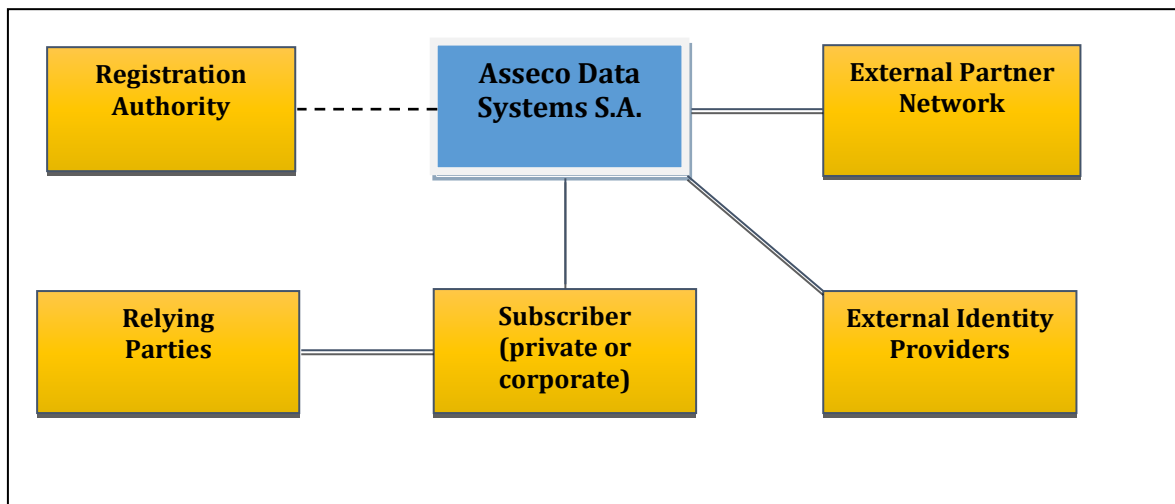 Registration
Authority
Asseco Data
Systems S.A.
External Partner
Network
Relying
Parties
Subscriber
(private or
corporate)
External Identity
Providers